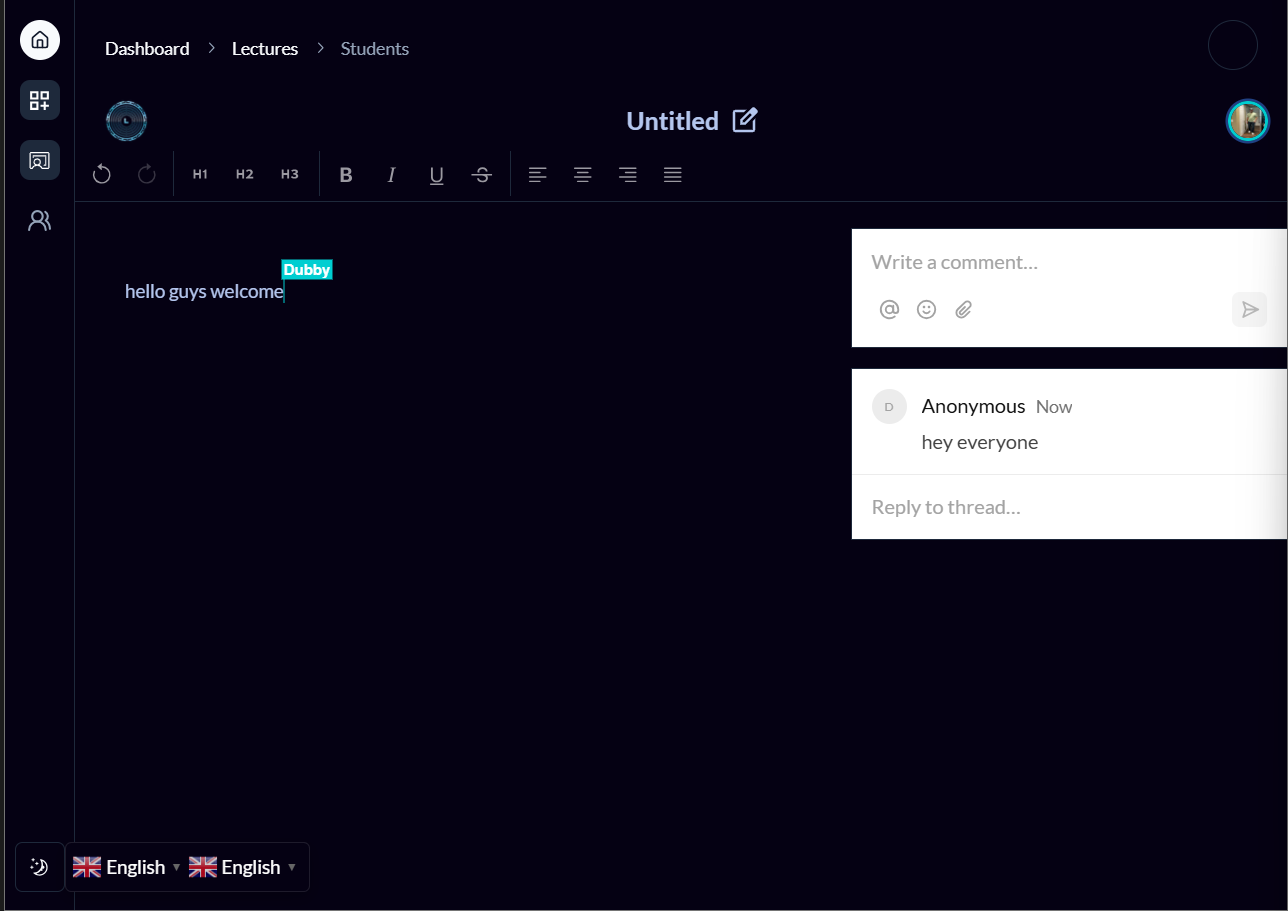 Dashboard > Lectures > Students
Untitled
H1 H2 H3 B I U S
Dubby
hello guys welcome
Write a comment…
@
D Anonymous Now
hey everyone
Reply to thread…
English ▼ English ▼